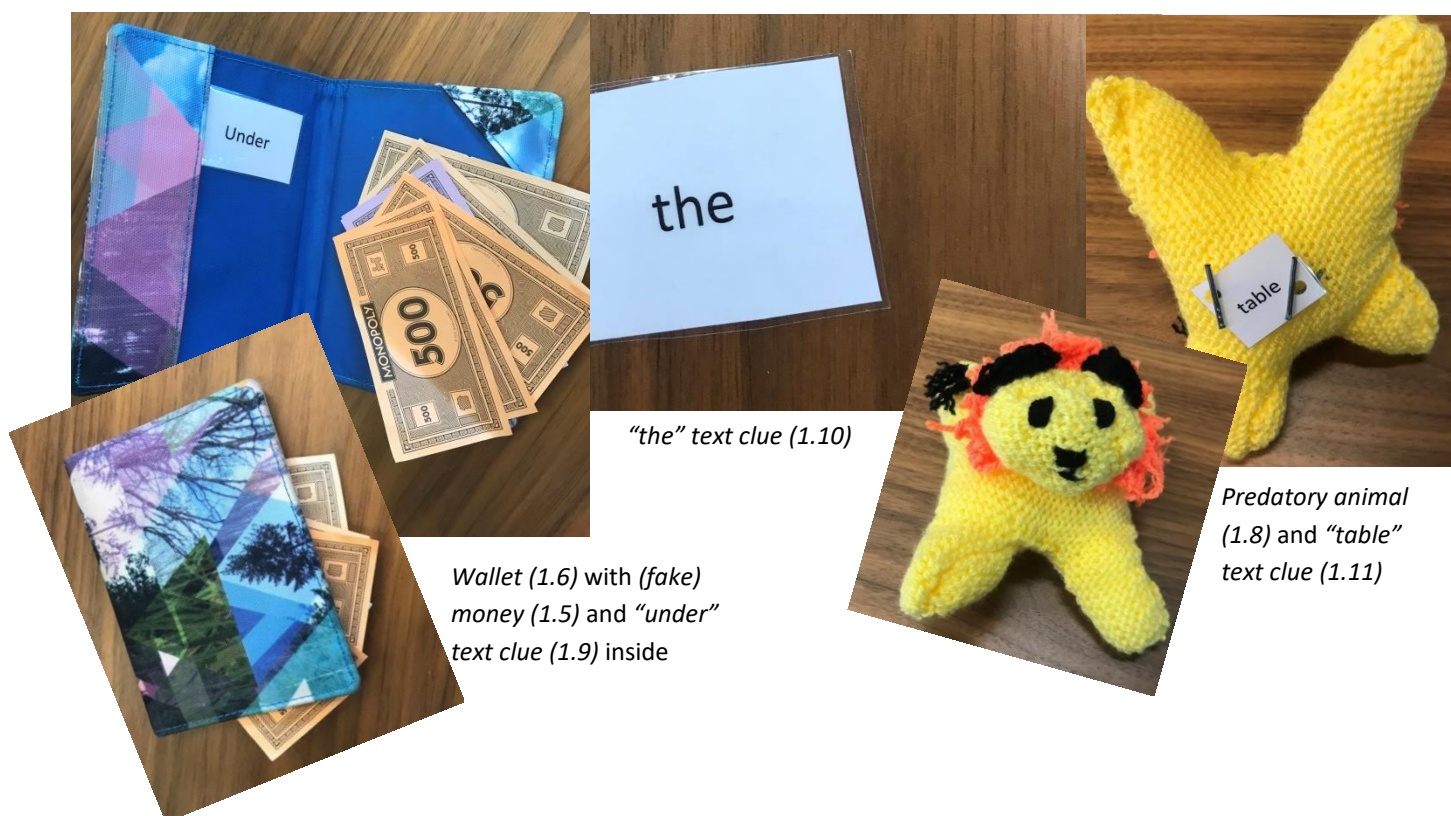 Under
MONOPOLY
500
500
500
500
the
table
“the” text clue (1.10)
Predatory animal
(1.8) and “table”
text clue (1.11)
Wallet (1.6) with (fake)
money (1.5) and “under”
text clue (1.9) inside